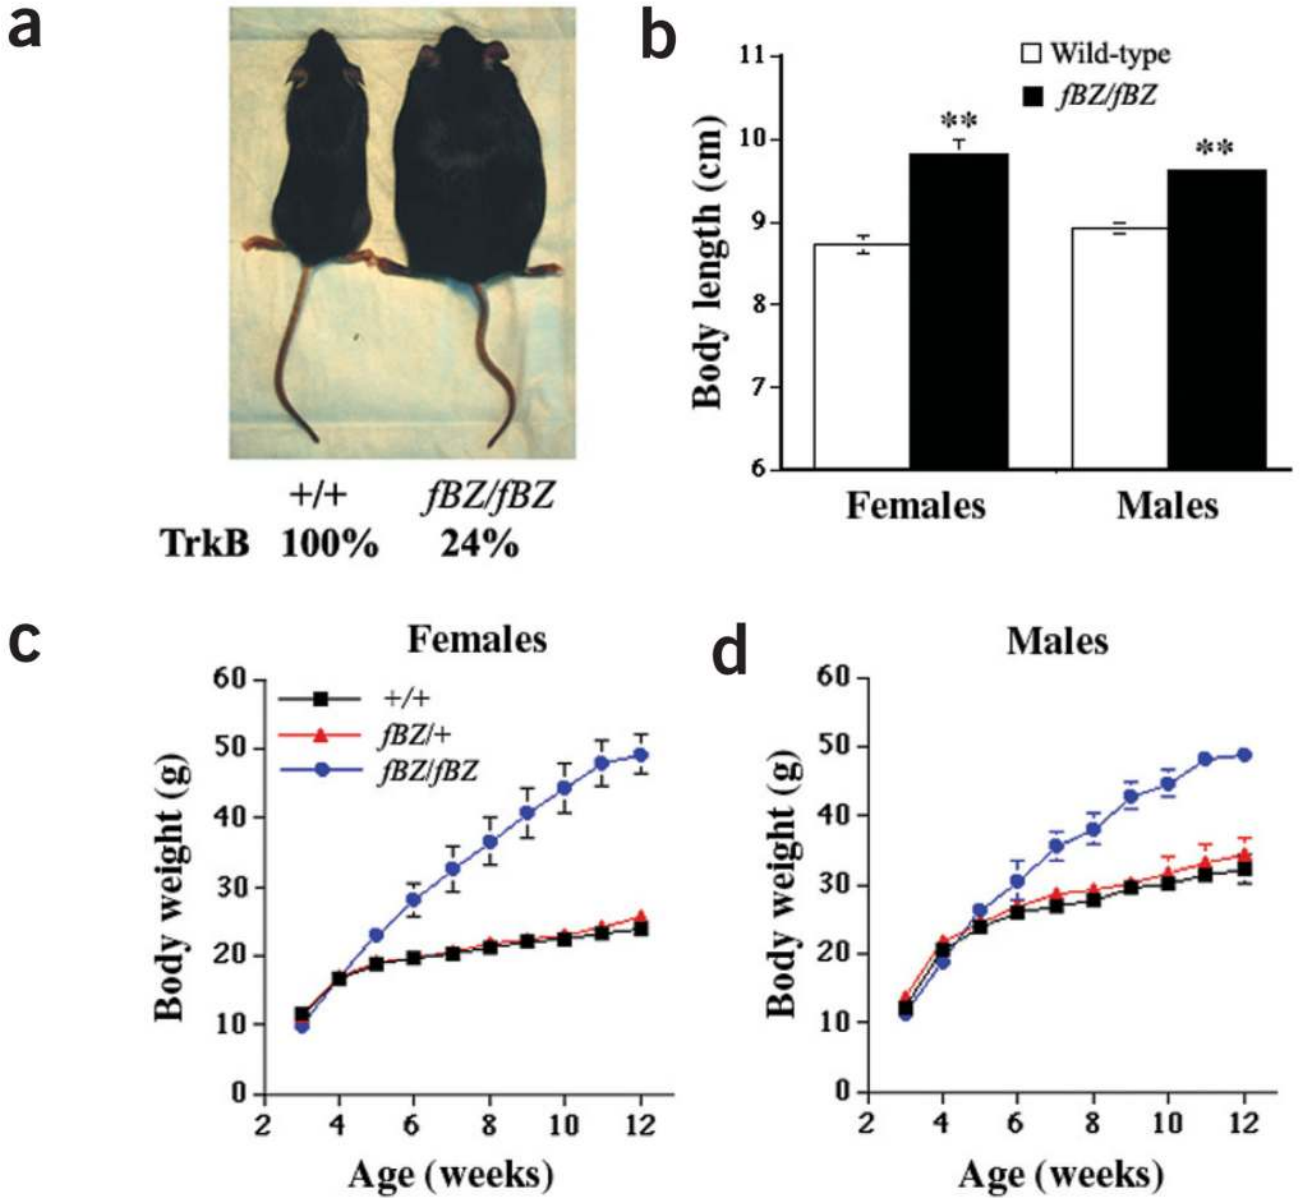 a
+/+ fBZ/fBZ
TrkB 100% 24%
b
Wild-type
fBZ/fBZ
Body length (cm)
11
10
9
8
7
6
**
**
Females Males
c
Females
+/+
fBZ/+
fBZ/fBZ
Body weight (g)
60
50
40
30
20
10
0
2 4 6 8 10 12
Age (weeks)
d
Males
Body weight (g)
60
50
40
30
20
10
0
2 4 6 8 10 12
Age (weeks)